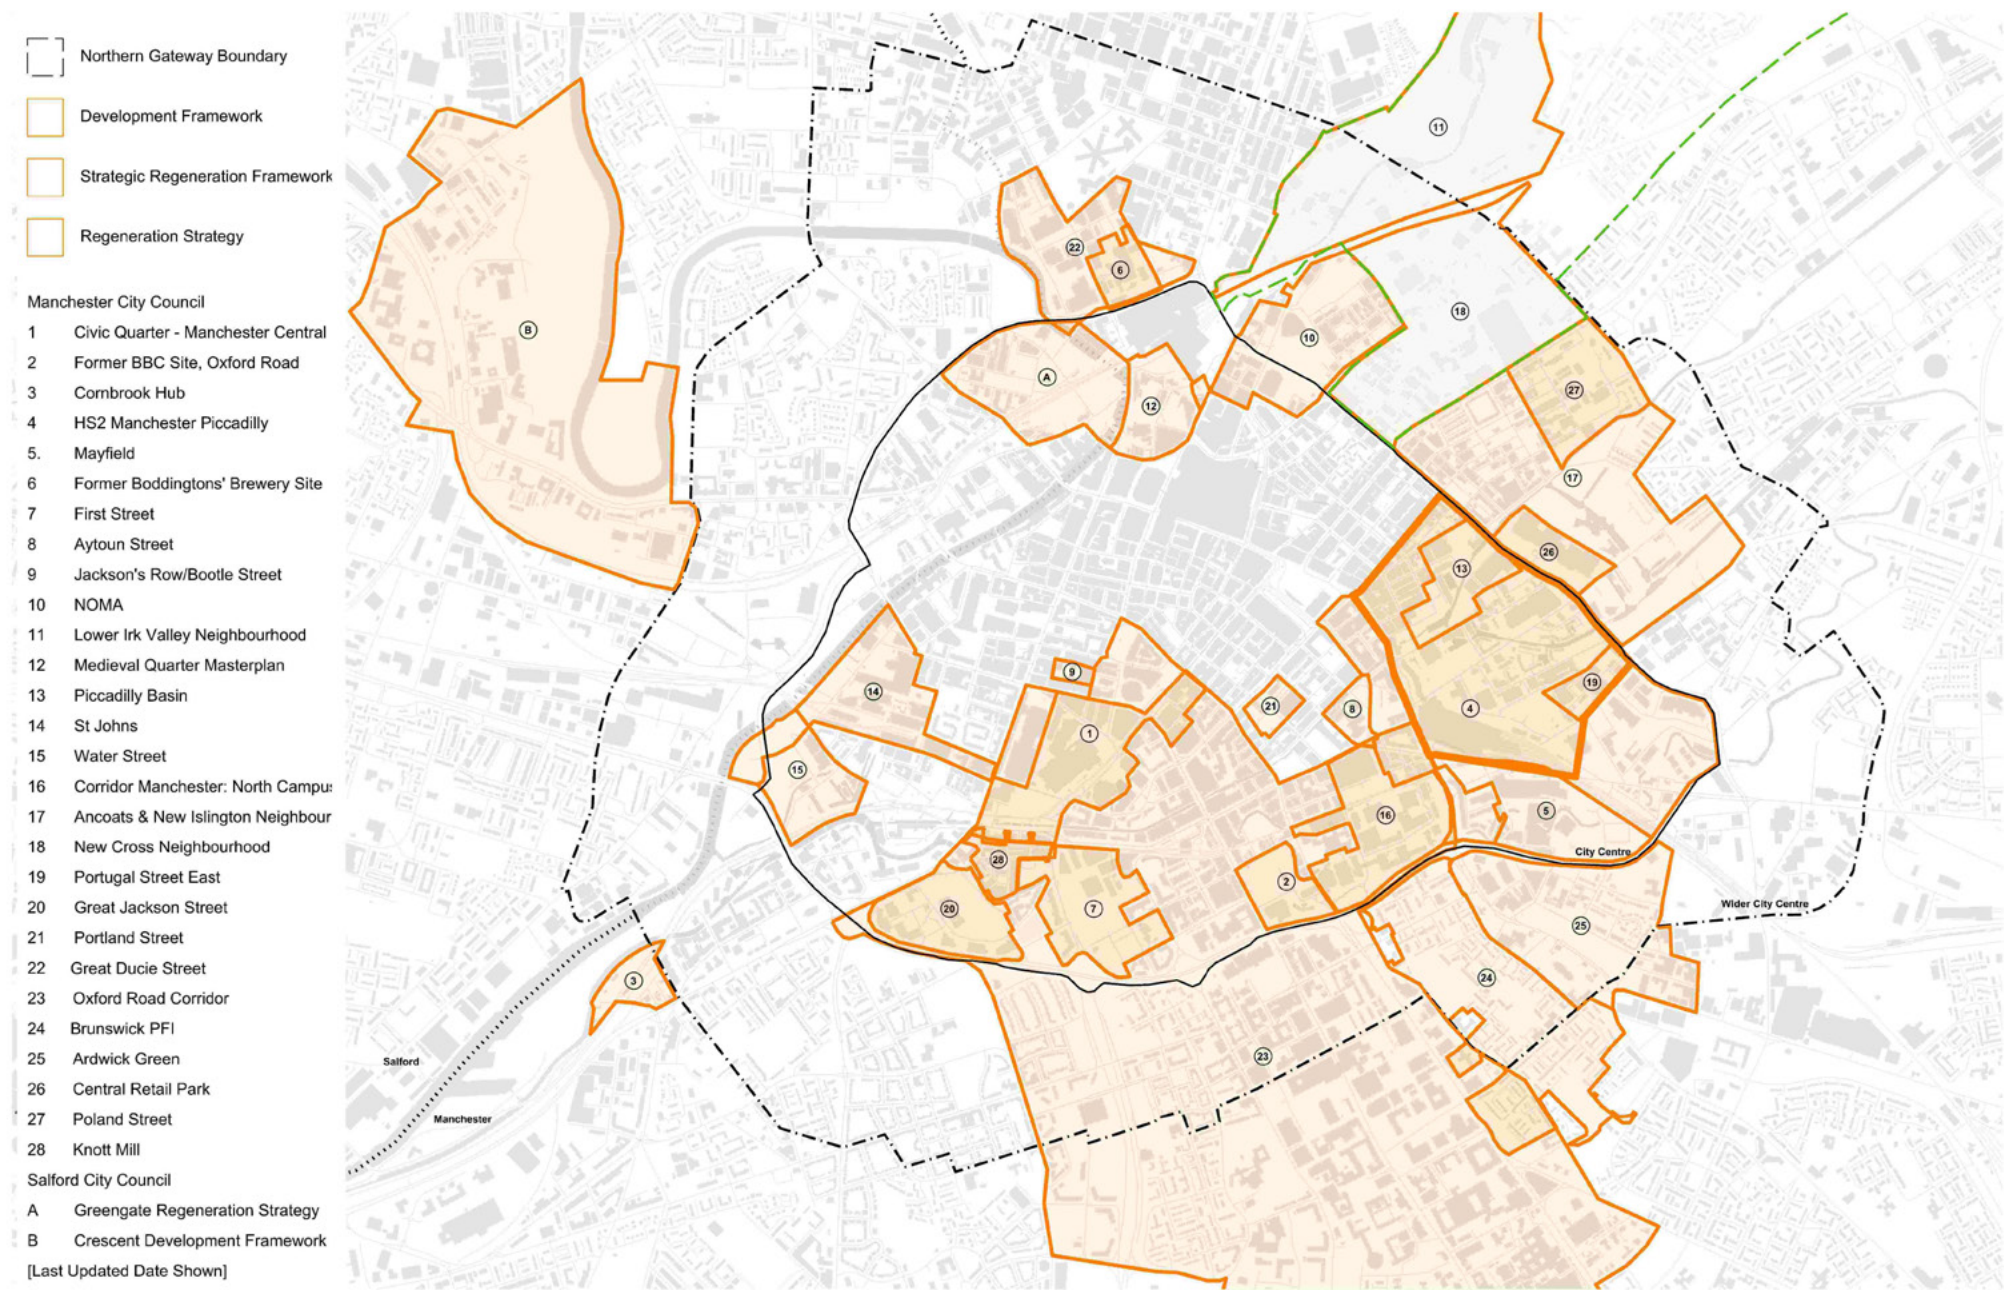 Northern Gateway Boundary
Development Framework
Strategic Regeneration Framework
Regeneration Strategy
Manchester City Council
1 Civic Quarter - Manchester Central
2 Former BBC Site, Oxford Road
3 Cornbrook Hub
4 HS2 Manchester Piccadilly
5. Mayfield
6 Former Boddingtons' Brewery Site
7 First Street
8 Aytoun Street
9 Jackson's Row/Bootle Street
10 NOMA
11 Lower Irk Valley Neighbourhood
12 Medieval Quarter Masterplan
13 Piccadilly Basin
14 St Johns
15 Water Street
16 Corridor Manchester: North Campu
17 Ancoats & New Islington Neighbour
18 New Cross Neighbourhood
19 Portugal Street East
20 Great Jackson Street
21 Portland Street
22 Great Ducie Street
23 Oxford Road Corridor
24 Brunswick PFI
25 Ardwick Green
26 Central Retail Park
27 Poland Street
28 Knott Mill
Salford City Council
A Greengate Regeneration Strategy
B Crescent Development Framework
[Last Updated Date Shown]
11
22
6
18
B
10
A
27
12
17
26
13
9
19
14
21
8
4
1
15
5
16
City Centre
28
2
Wider City Centre
20
7
25
24
3
23
Salford
Manchester